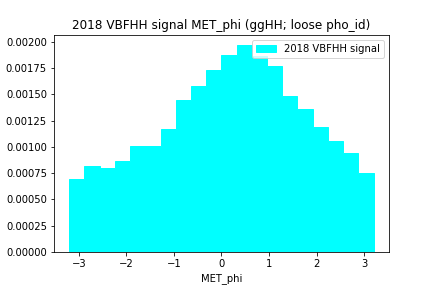 2018 VBFHH signal MET_phi (ggHH; loose pho_id)
2018 VBFHH signal
0.00200
0.00175
0.00150
0.00125
0.00100
0.00075
0.00050
0.00025
0.00000
−3 −2 −1 0 1 2 3
MET_phi